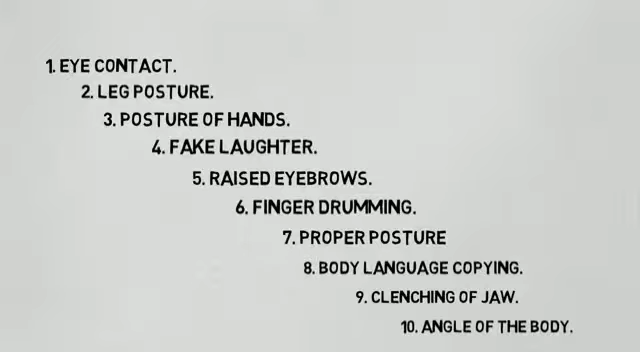 1. EYE CONTACT.
2. LEG POSTURE.
3. POSTURE OF HANDS.
4. FAKE LAUGHTER.
5. RAISED EYEBROWS.
6. FINGER DRUMMING.
7. PROPER POSTURE
8. BODY LANGUAGE COPYING.
9. CLENCHING OF JAW.
10. ANGLE OF THE BODY.